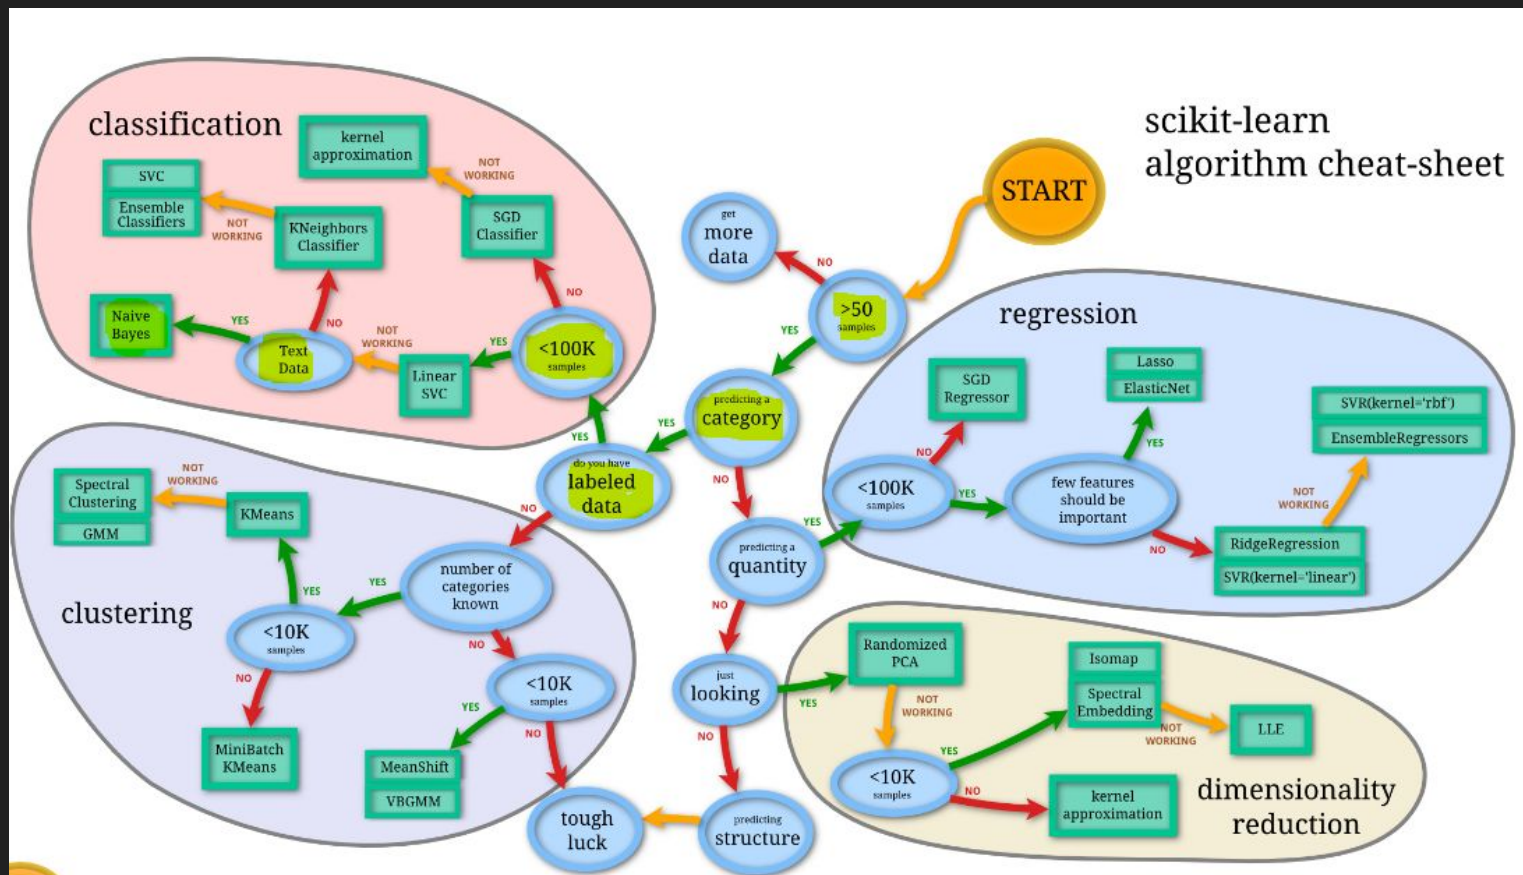 scikit-learn
algorithm cheat-sheet
START
classification
kernel
approximation
NOT
WORKING
SVC
Ensemble
Classifiers
NOT
WORKING
KNeighbors
Classifier
SGD
Classifier
NO
Naive
Bayes
YES
Text
Data
NO
NOT
WORKING
Linear
SVC
YES
<100K
samples
YES
get
more
data
NO
>50
samples
YES
predicting a
category
YES
do you have
labeled
data
NO
NO
predicting a
quantity
YES
NO
just
looking
YES
NO
predicting
structure
tough
luck
regression
SGD
Regressor
NO
<100K
samples
YES
Lasso
ElasticNet
YES
few features
should be
important
NO
SVR(kernel='rbf')
EnsembleRegressors
NOT
WORKING
RidgeRegression
SVR(kernel='linear')
clustering
Spectral
Clustering
GMM
NOT
WORKING
KMeans
YES
number of
categories
known
YES
NO
<10K
samples
NO
MiniBatch
KMeans
<10K
samples
YES
NO
MeanShift
VBGMM
dimensionality
reduction
Randomized
PCA
NOT
WORKING
<10K
samples
YES
NO
Isomap
Spectral
Embedding
NOT
WORKING
LLE
kernel
approximation